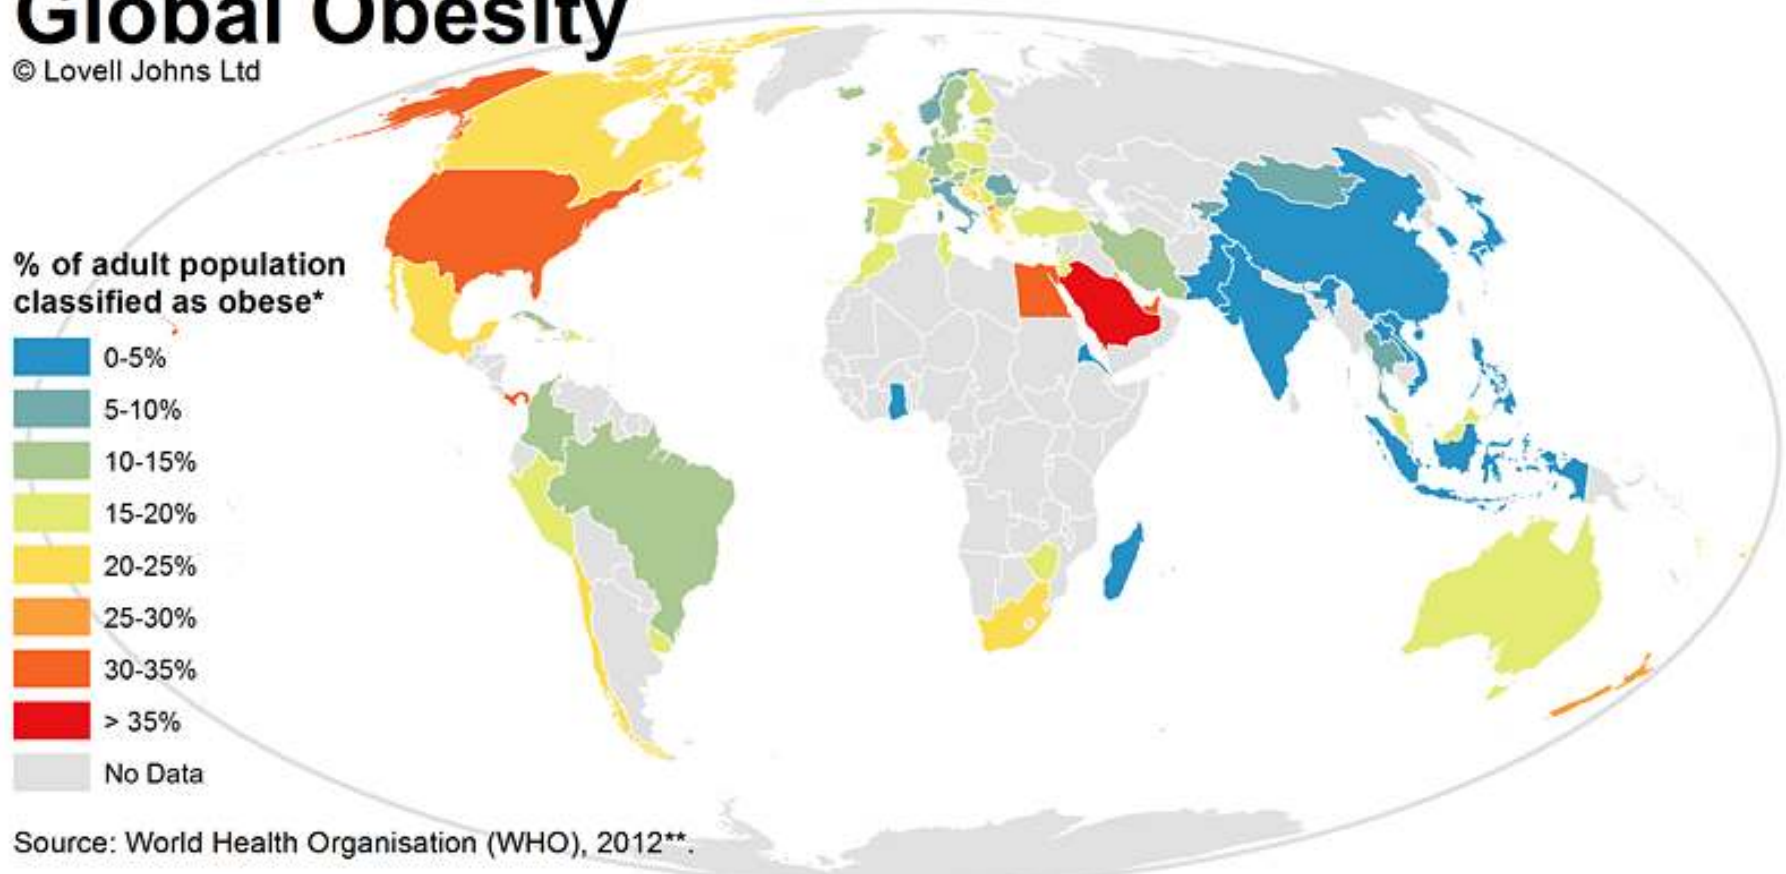 Global Obesity
© Lovell Johns Ltd
% of adult population
classified as obese*
0-5%
5-10%
10-15%
15-20%
20-25%
25-30%
30-35%
> 35%
No Data
Source: World Health Organisation (WHO), 2012**.